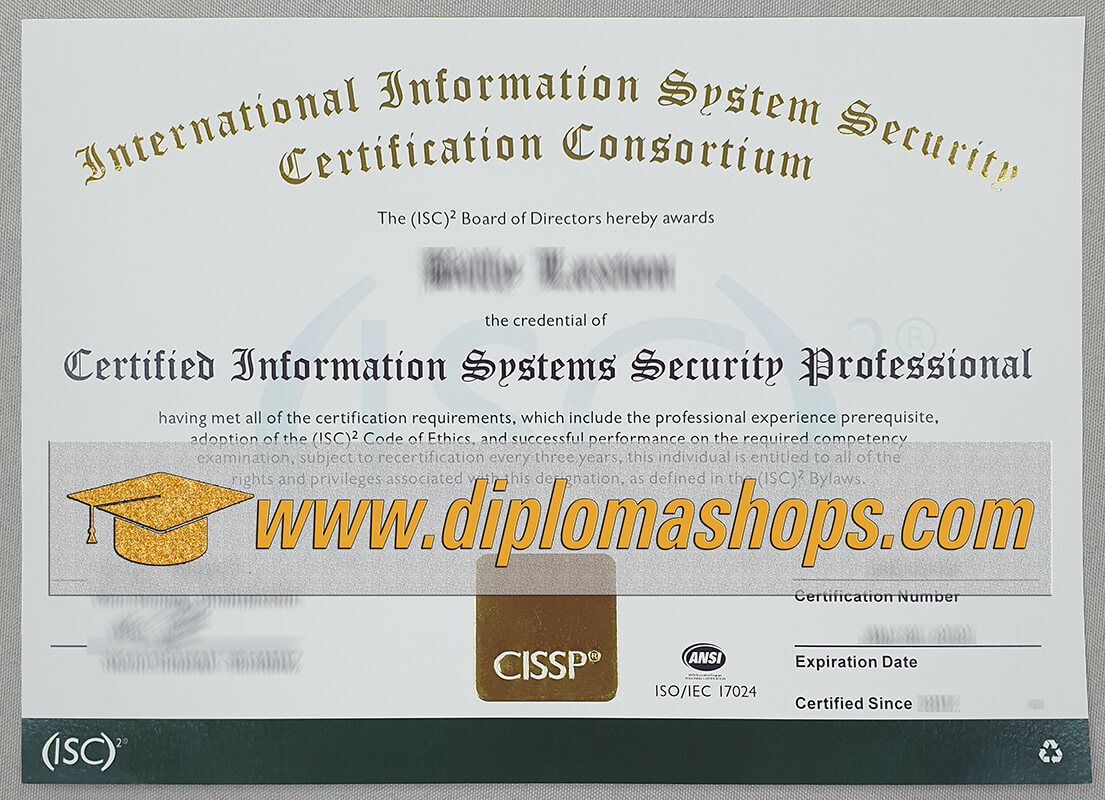 International Information System Security
Certification Consortium
The (ISC)² Board of Directors hereby awards
the credential of
Certified Information Systems Security Professional
having met all of the certification requirements, which include the professional experience prerequisite,
adoption of the (ISC)² Code of Ethics, and successful performance on the required competency
examination, subject to recertification every three years, this individual is entitled to all of the
rights and privileges associated with this designation, as defined in the (ISC)² Bylaws.
www.diplomashops.com
Certification Number
CISSP®
ANSI
ISO/IEC 17024
Expiration Date
Certified Since
(ISC)²®
(ISC)²®